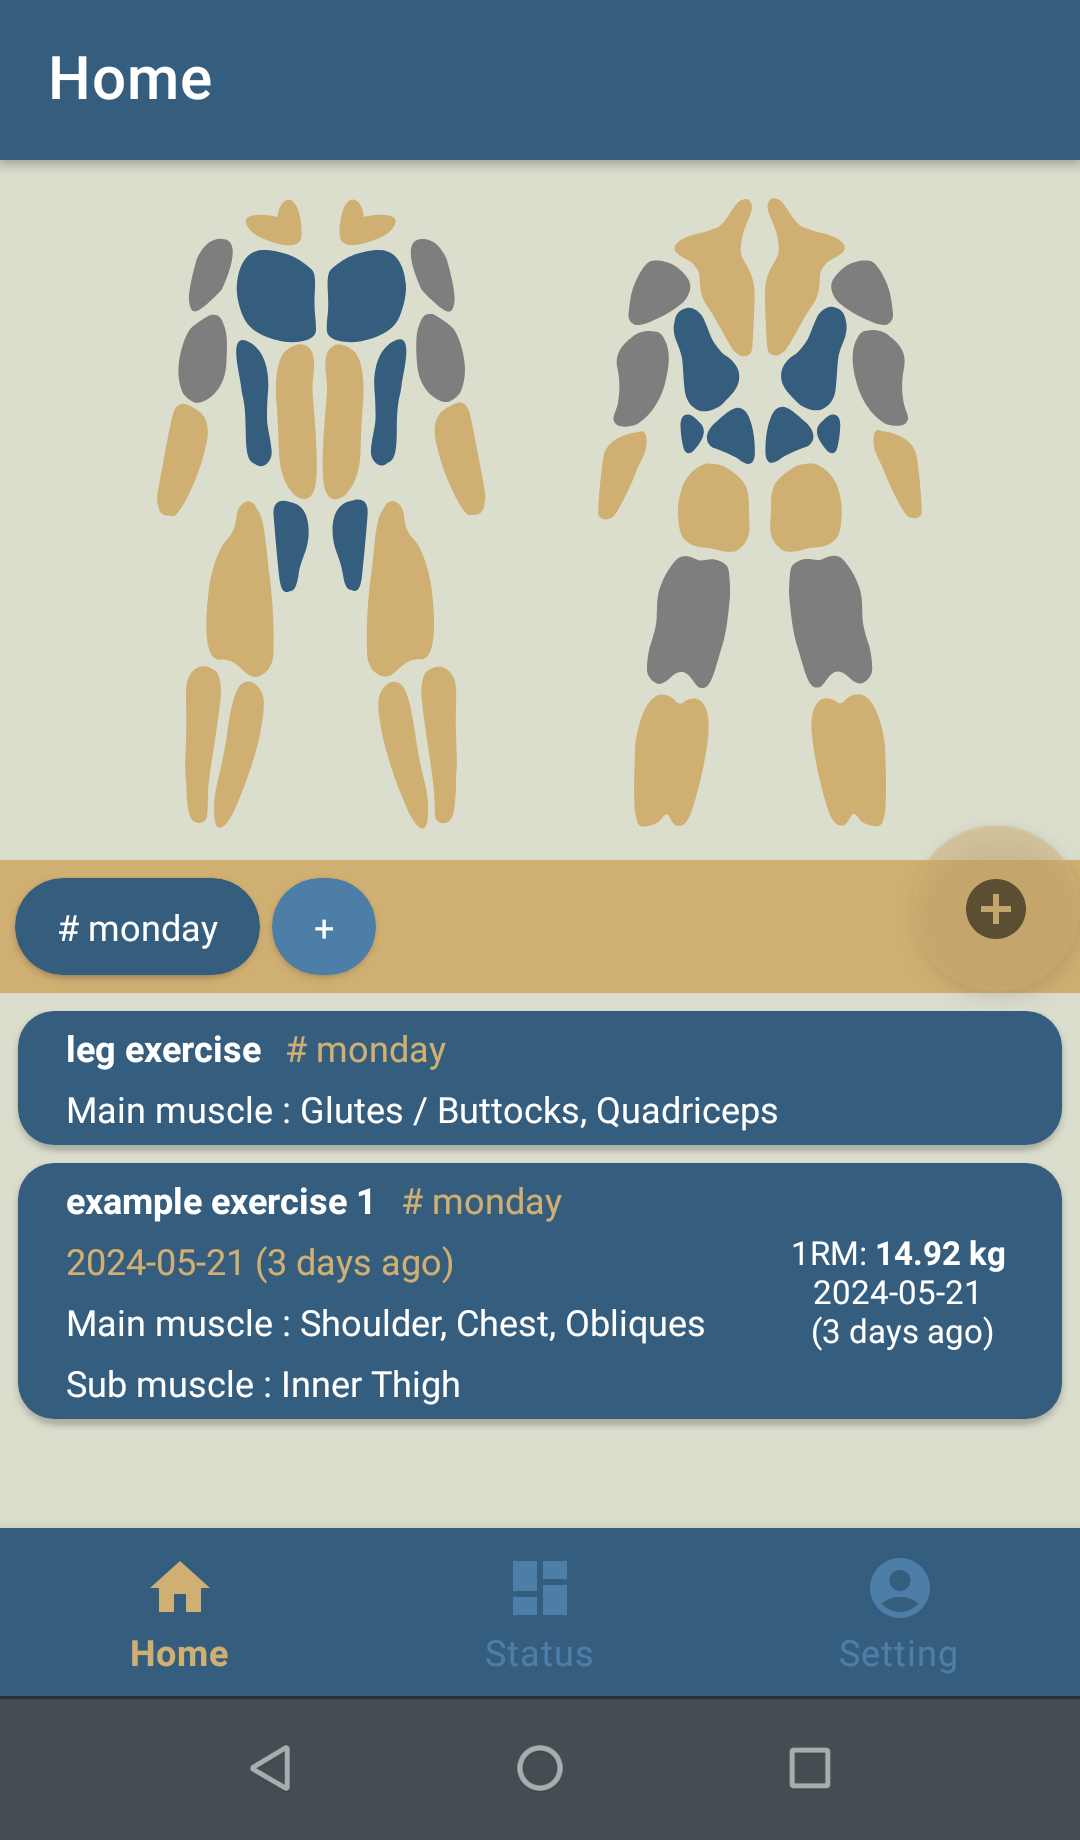 Home
# monday
+
leg exercise # monday
Main muscle : Glutes / Buttocks, Quadriceps
example exercise 1 # monday
2024-05-21 (3 days ago)
Main muscle : Shoulder, Chest, Obliques
Sub muscle : Inner Thigh
1RM: 14.92 kg
2024-05-21
(3 days ago)
Home
Status
Setting